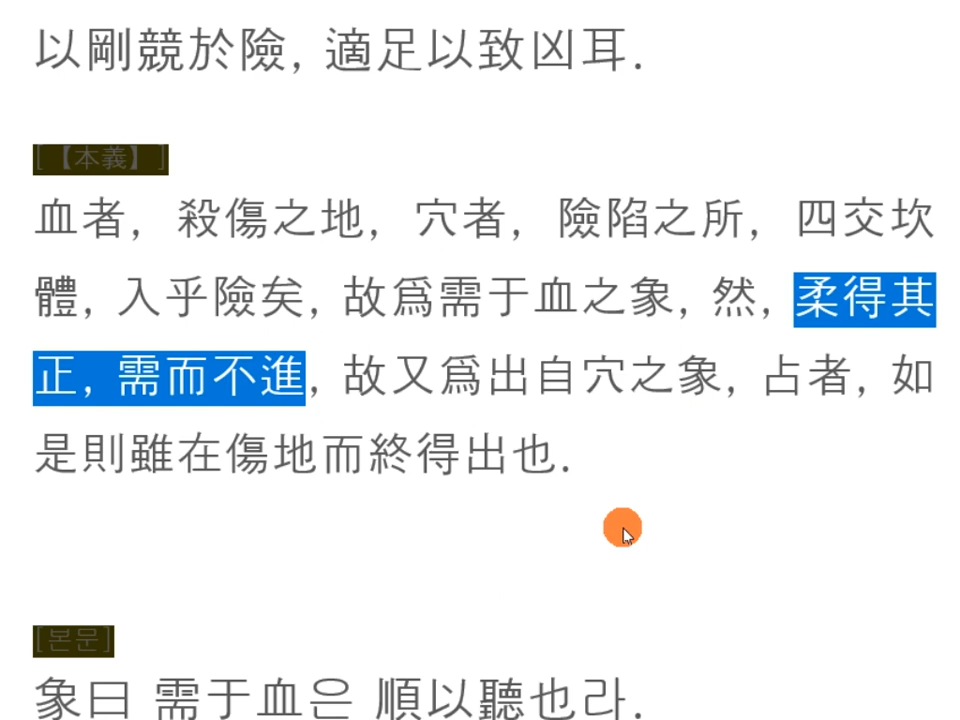 以剛競於險, 適足以致凶耳.
[【本義】]
血者, 殺傷之地, 穴者, 險陷之所, 四交坎
體, 入乎險矣, 故爲需于血之象, 然, 柔得其
正, 需而不進, 故又爲出自穴之象, 占者, 如
是則雖在傷地而終得出也.
[본문]
象曰 需于血은 順以聽也라.